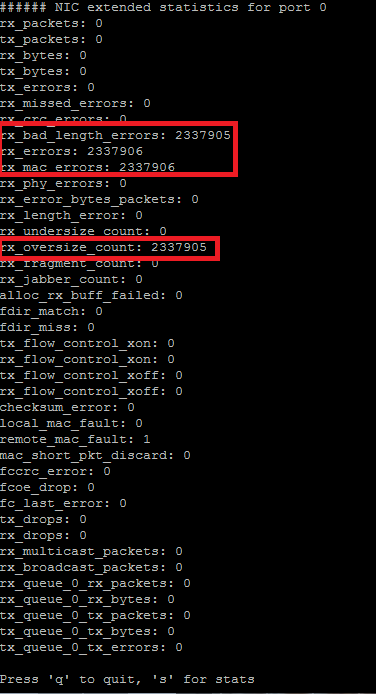 ###### NIC extended statistics for port 0
rx_packets: 0
tx_packets: 0
rx_bytes: 0
tx_bytes: 0
tx_errors: 0
rx_missed_errors: 0
rx_crc_errors: 0
rx_bad_length_errors: 2337905
rx_errors: 2337906
rx_mac_errors: 2337906
rx_phy_errors: 0
rx_error_bytes_packets: 0
rx_length_error: 0
rx_undersize_count: 0
rx_oversize_count: 2337905
rx_fragment_count: 0
rx_jabber_count: 0
alloc_rx_buff_failed: 0
fdir_match: 0
fdir_miss: 0
tx_flow_control_xon: 0
rx_flow_control_xon: 0
tx_flow_control_xoff: 0
rx_flow_control_xoff: 0
checksum_error: 0
local_mac_fault: 0
remote_mac_fault: 1
mac_short_pkt_discard: 0
fccrc_error: 0
fcoe_drop: 0
fc_last_error: 0
tx_drops: 0
rx_drops: 0
rx_multicast_packets: 0
rx_broadcast_packets: 0
rx_queue_0_rx_packets: 0
rx_queue_0_rx_bytes: 0
tx_queue_0_tx_packets: 0
tx_queue_0_tx_bytes: 0
tx_queue_0_tx_errors: 0
Press 'q' to quit, 's' for stats